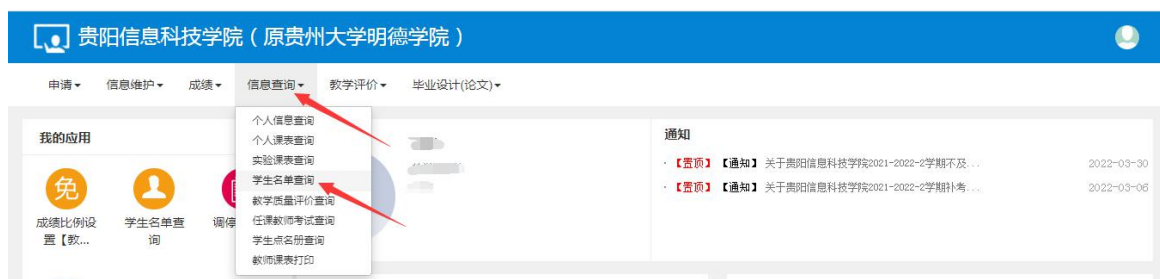 贵阳信息科技学院（原贵州大学明德学院）
申请 信息维护 成绩 信息查询 教学评价 毕业设计(论文)
个人信息查询
个人课表查询
实验课表查询
学生名单查询
教学质量评价查询
任课教师考试查询
学生点名册查询
教师课表打印
我的应用
免
成绩比例设
置【教...
学生名单查
询
调停
通知
· 【置顶】【通知】关于贵阳信息科技学院2021-2022-2学期不及... 2022-03-30
· 【置顶】【通知】关于贵阳信息科技学院2021-2022-2学期补考... 2022-03-06